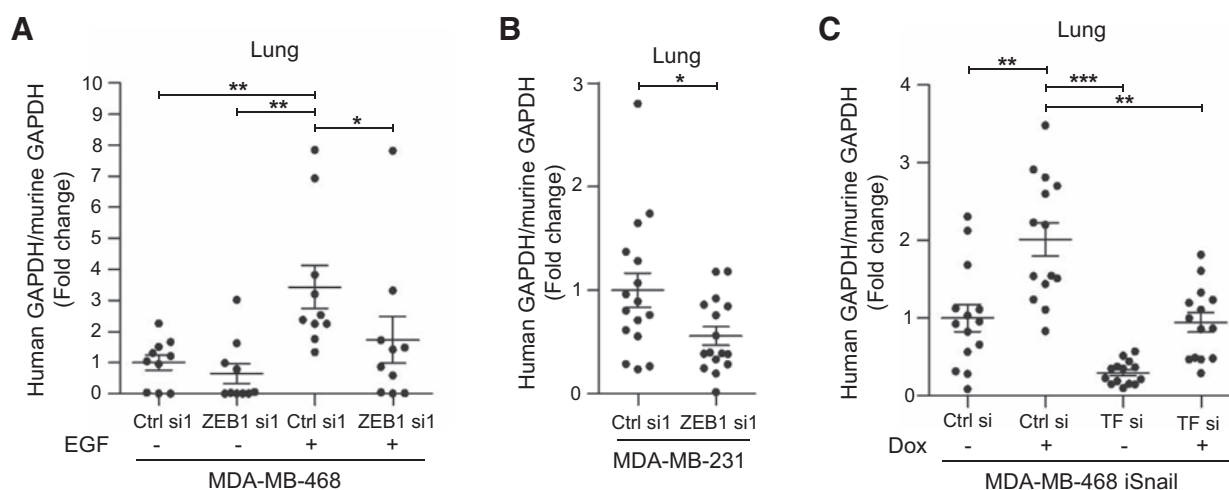 A
Lung
Human GAPDH/murine GAPDH
(Fold change)
10
9
8
7
6
5
4
3
2
1
0
**
**
*
Ctrl si1 ZEB1 si1 Ctrl si1 ZEB1 si1
EGF - - + +
MDA-MB-468
B
Lung
Human GAPDH/murine GAPDH
(Fold change)
3
2
1
0
*
Ctrl si1 ZEB1 si1
MDA-MB-231
C
Lung
Human GAPDH/murine GAPDH
(Fold change)
4
3
2
1
0
**
***
**
Ctrl si Ctrl si TF si TF si
Dox - + - +
MDA-MB-468 iSnail